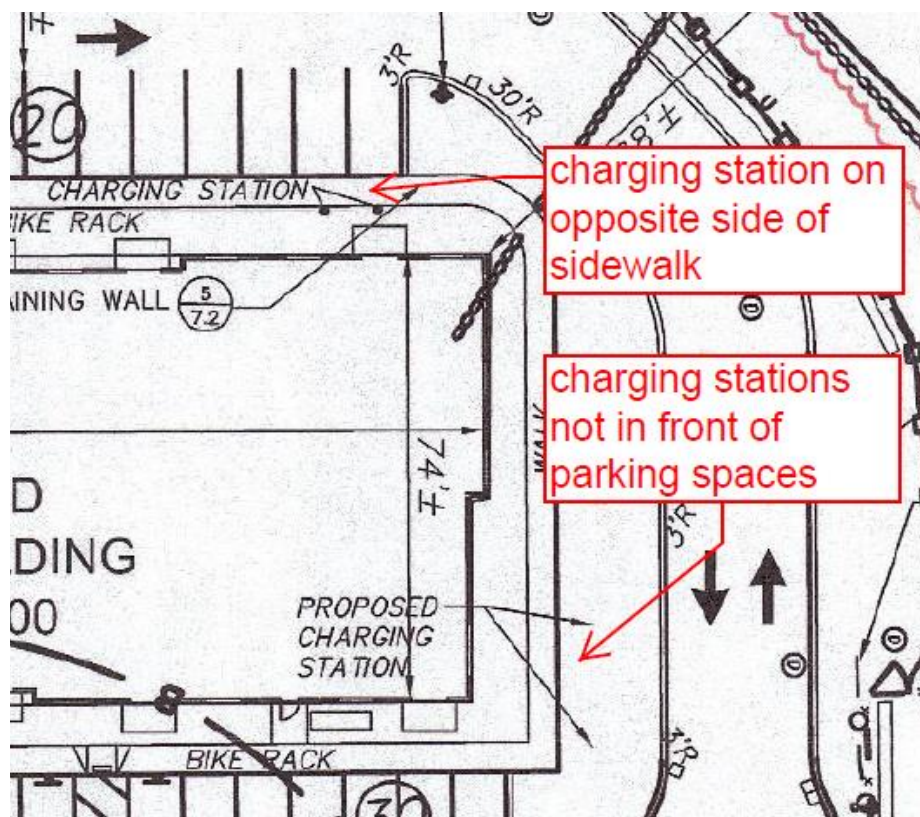 20
3'R
30'R
CHARGING STATION
BIKE RACK
charging station on
opposite side of
sidewalk
AINING WALL
5
7.2
charging stations
not in front of
parking spaces
WALK
74'±
3'R
D
DING
00
PROPOSED
CHARGING
STATION
BIKE RACK
3'R